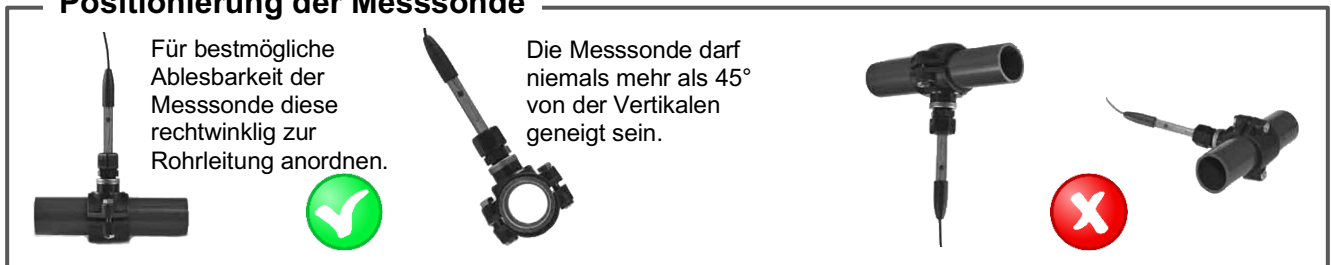 Positionierung der Messsonde
Für bestmögliche
Ablesbarkeit der
Messsonde diese
rechtwinklig zur
Rohrleitung anordnen.
Die Messsonde darf
niemals mehr als 45°
von der Vertikalen
geneigt sein.